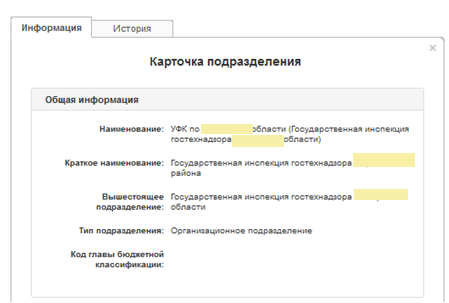 Информация
История
×
Карточка подразделения
Общая информация
Наименование: УФК по области (Государственная инспекция
гостехнадзора области)
Краткое наименование: Государственная инспекция гостехнадзора
района
Вышестоящее Государственная инспекция гостехнадзора
подразделение: области
Тип подразделения: Организационное подразделение
Код главы бюджетной
классификации: